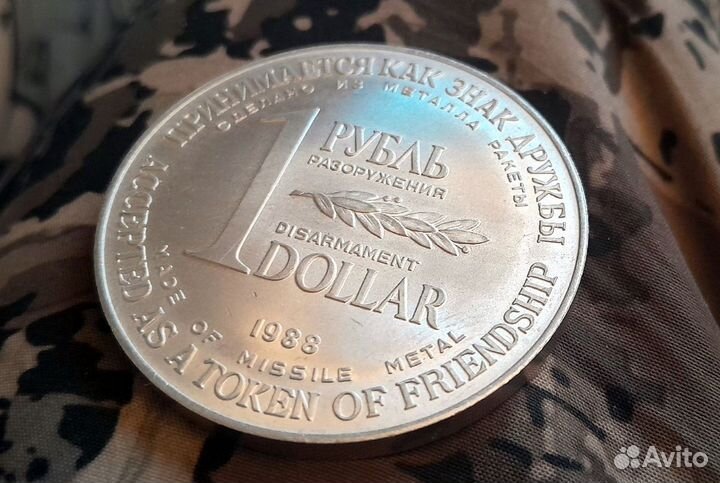 ПРИНИМАЕТСЯ КАК ЗНАК ДРУЖБЫ
СДЕЛАНО ИЗ МЕТАЛЛА РАКЕТЫ
1
РУБЛЬ
РАЗОРУЖЕНИЯ
DISARMAMENT
DOLLAR
1988
MADE OF MISSILE METAL
ACCEPTED AS A TOKEN OF FRIENDSHIP
Avito